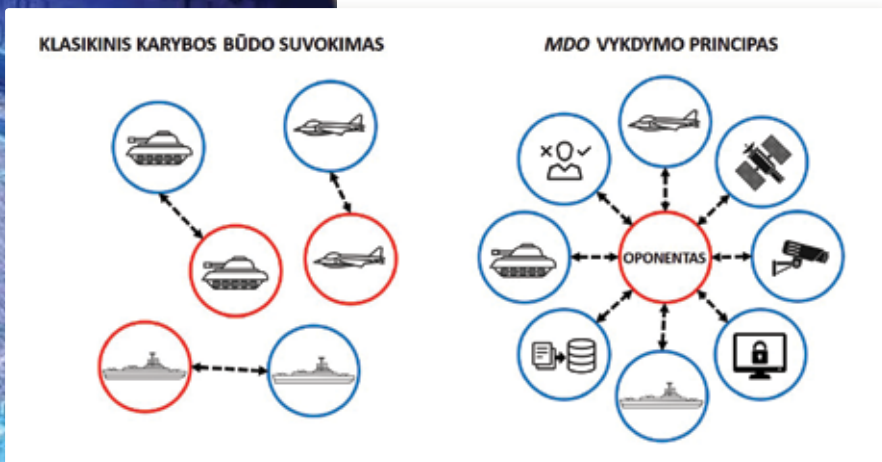 KLASIKINIS KARYBOS BŪDO SUVOKIMAS
MDO VYKDYMO PRINCIPAS
OPONENTAS